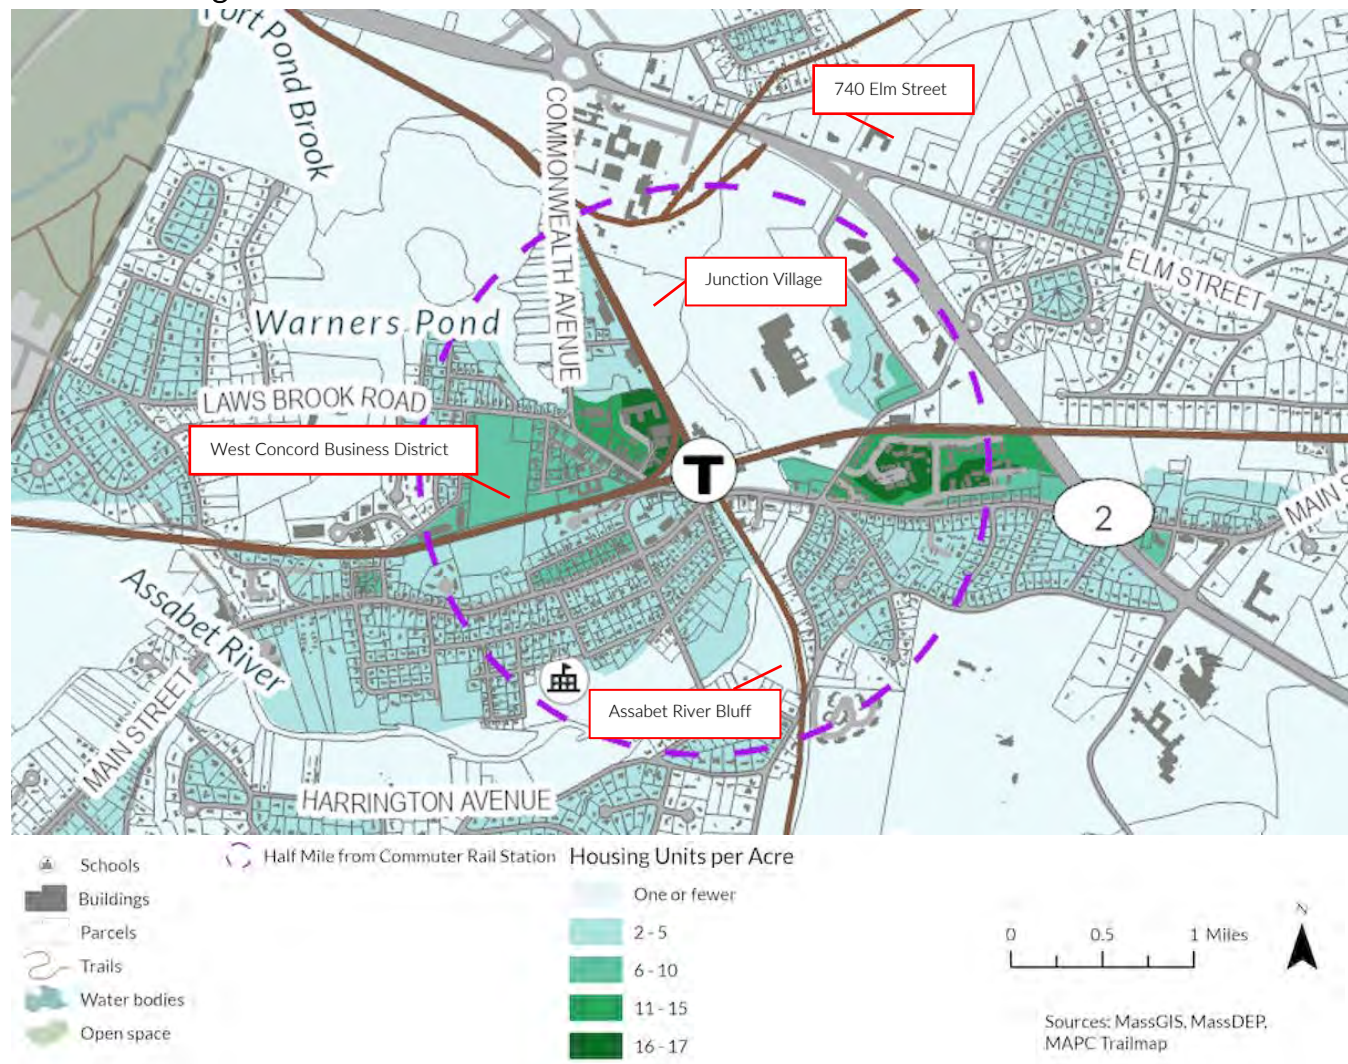 Fort Pond Brook
740 Elm Street
COMMONWEALTH AVENUE
ELM STREET
Junction Village
Warners Pond
LAWS BROOK ROAD
West Concord Business District
T
2
MAIN S
Assabet River
MAIN STREET
Assabet River Bluff
HARRINGTON AVENUE
Schools
Buildings
Parcels
Trails
Water bodies
Open space
Half Mile from Commuter Rail Station
Housing Units per Acre
One or fewer
2 - 5
6 - 10
11 - 15
16 - 17
0 0.5 1 Miles
N
Sources: MassGIS, MassDEP,
MAPC Trailmap